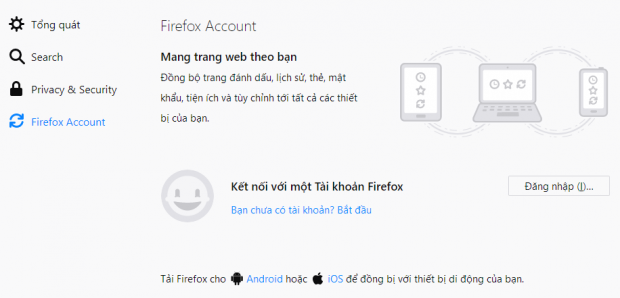 Tổng quát
Search
Privacy & Security
Firefox Account
Firefox Account
Mang trang web theo bạn
Đồng bộ trang đánh dấu, lịch sử, thẻ, mật
khẩu, tiện ích và tùy chỉnh tới tất cả các thiết
bị của bạn.
Kết nối với một Tài khoản Firefox
Đăng nhập (I)...
Bạn chưa có tài khoản? Bắt đầu
Tải Firefox cho Android hoặc iOS để đồng bị với thiết bị di động của bạn.